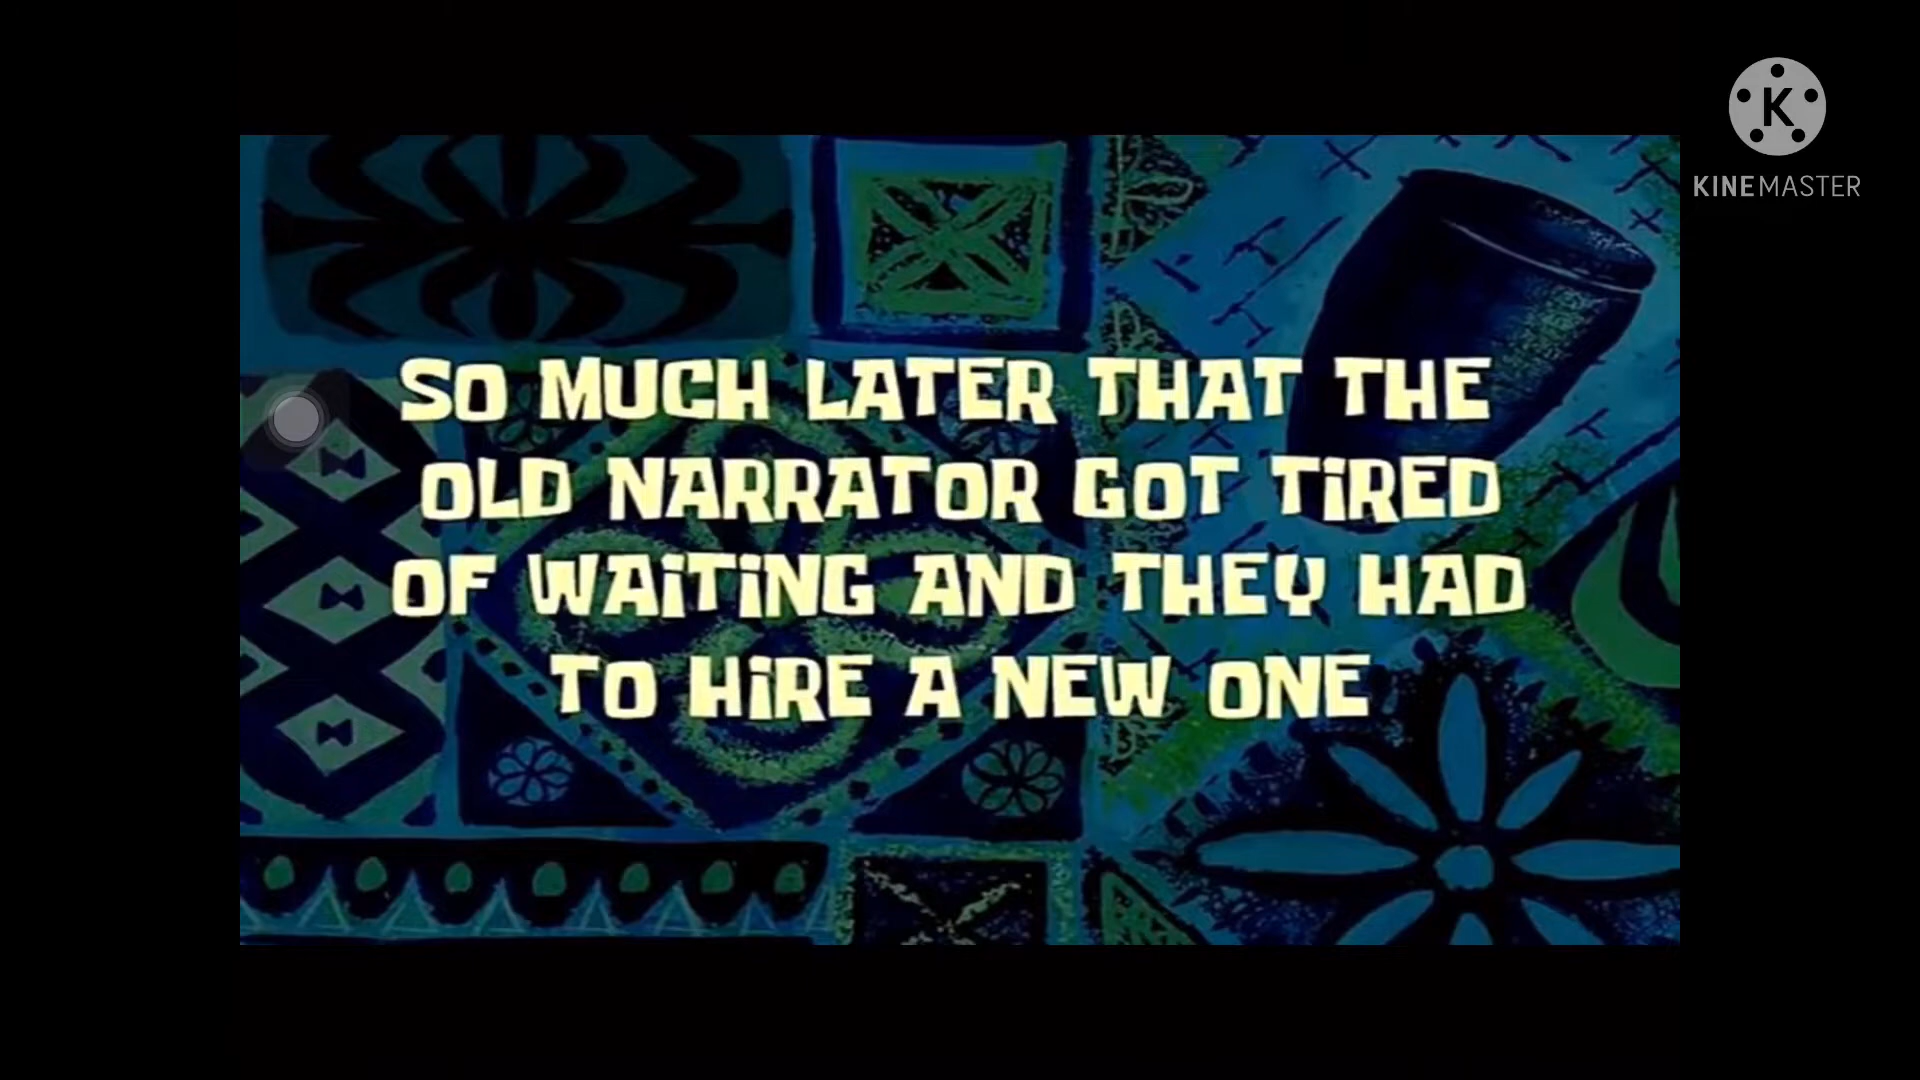 K
KINEMASTER
SO MUCH LATER THAT THE
OLD NARRATOR GOT TiRED
OF WAiTiNG AND THEY HAD
TO HiRE A NEW ONE